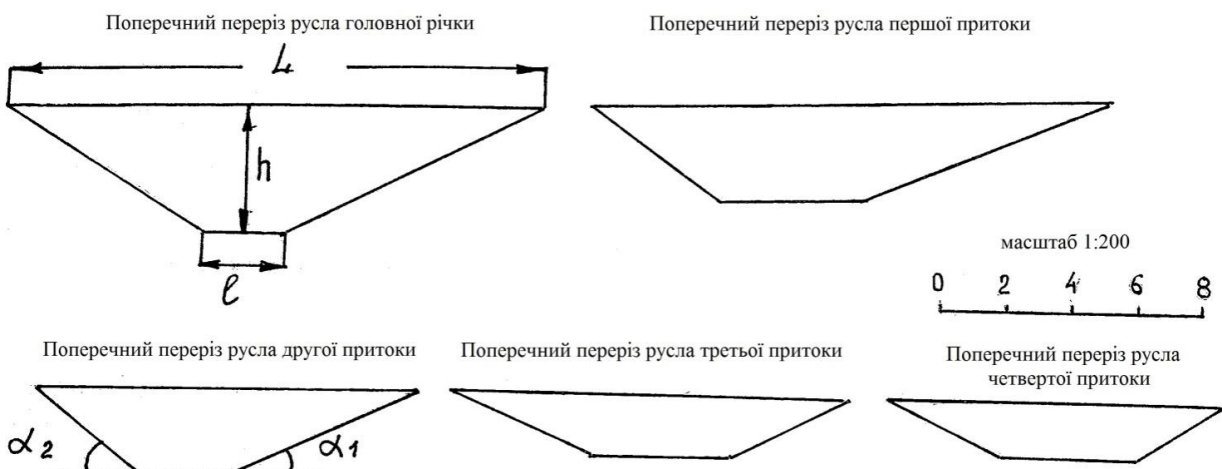 Поперечний переріз русла головної річки
Поперечний переріз русла першої притоки
L
h
ℓ
масштаб 1:200
0 2 4 6 8
Поперечний переріз русла другої притоки
Поперечний переріз русла третьої притоки
Поперечний переріз русла
четвертої притоки
α2
α1